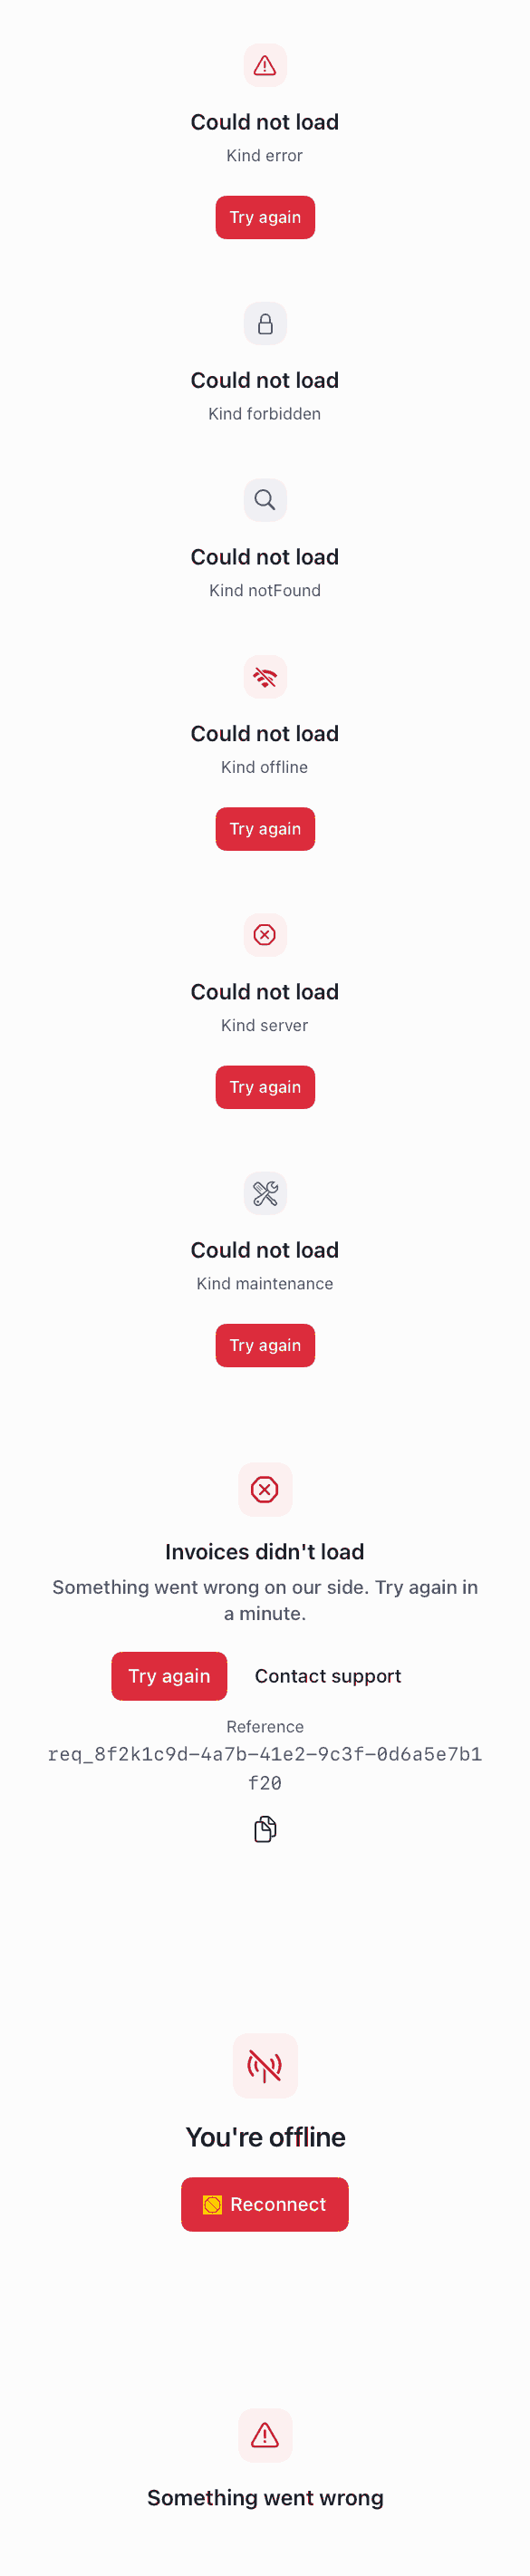 Could not load
Kind error
Try again
Could not load
Kind forbidden
Could not load
Kind notFound
Could not load
Kind offline
Try again
Could not load
Kind server
Try again
Could not load
Kind maintenance
Try again
Invoices didn't load
Something went wrong on our side. Try again in
a minute.
Try again Contact support
Reference
req_8f2k1c9d-4a7b-41e2-9c3f-0d6a5e7b1
f20
You're offline
Reconnect
Something went wrong